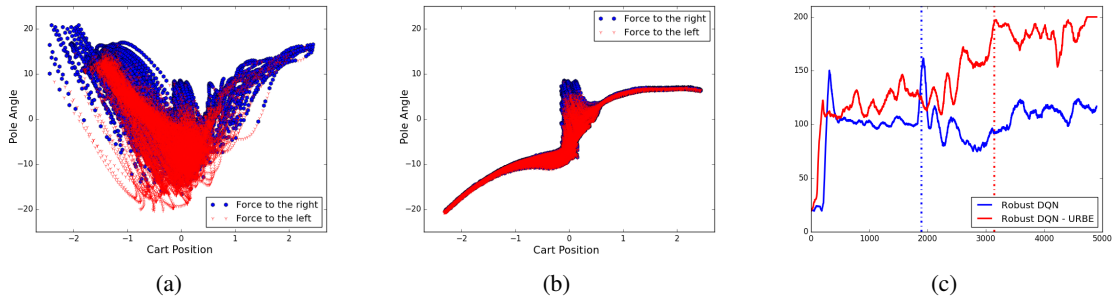 Pole Angle
20
10
0
−10
−20
−2
−1
0
1
2
Cart Position
Force to the right
Force to the left
(a)
Pole Angle
20
10
0
−10
−20
−2
−1
0
1
2
Cart Position
Force to the right
Force to the left
(b)
200
150
100
50
0
0
1000
2000
3000
4000
5000
Robust DQN
Robust DQN - URBE
(c)